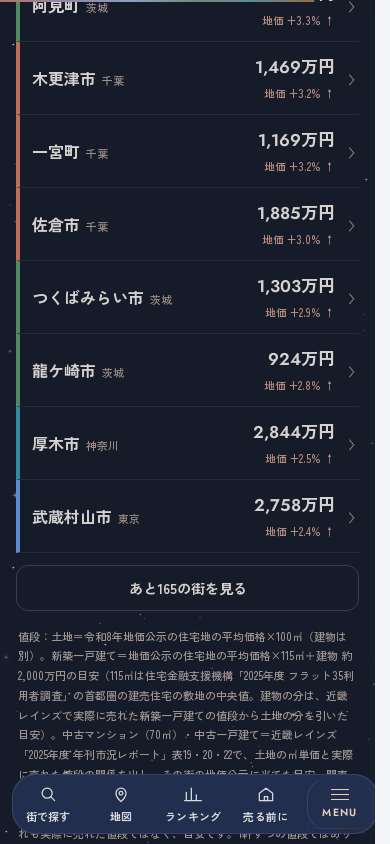 阿見町 茨城
地価 +3.3% ↑
木更津市 千葉
1,469万円
地価 +3.2% ↑
一宮町 千葉
1,169万円
地価 +3.2% ↑
佐倉市 千葉
1,885万円
地価 +3.0% ↑
つくばみらい市 茨城
1,303万円
地価 +2.9% ↑
龍ケ崎市 茨城
924万円
地価 +2.8% ↑
厚木市 神奈川
2,844万円
地価 +2.5% ↑
武蔵村山市 東京
2,758万円
地価 +2.4% ↑
あと165の街を見る
値段：土地＝令和8年地価公示の住宅地の平均価格×100㎡（建物は
別）。新築一戸建て＝地価公示の住宅地の平均価格×115㎡＋建物 約
2,000万円の目安（115㎡は住宅金融支援機構「2025年度 フラット35利
用者調査」の首都圏の建売住宅の敷地の中央値。建物の分は、近畿
レインズで実際に売れた新築一戸建ての値段から土地の分を引いた
目安）。中古マンション（70㎡）・中古一戸建て＝近畿レインズ
「2025年度年刊市況レポート」表19・20・22で、土地の㎡単価と実際
街で探す
地図
ランキング
売る前に
MENU